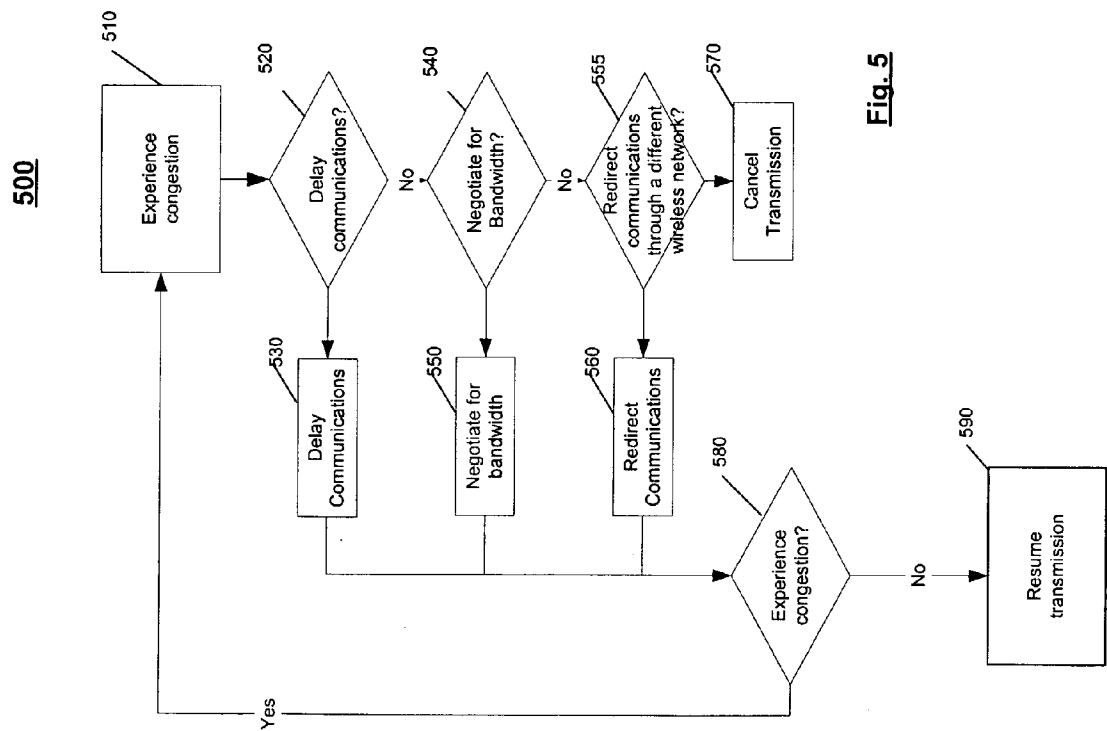 500
510
Experience
congestion
520
Delay
communications?
No
530
Delay
Communications
540
Negotiate for
Bandwidth?
No
550
Negotiate for
bandwidth
555
Redirect
communications
through a different
wireless network?
560
Redirect
Communications
570
Cancel
Transmission
580
Experience
congestion?
Yes
No
590
Resume
transmission
Fig. 5